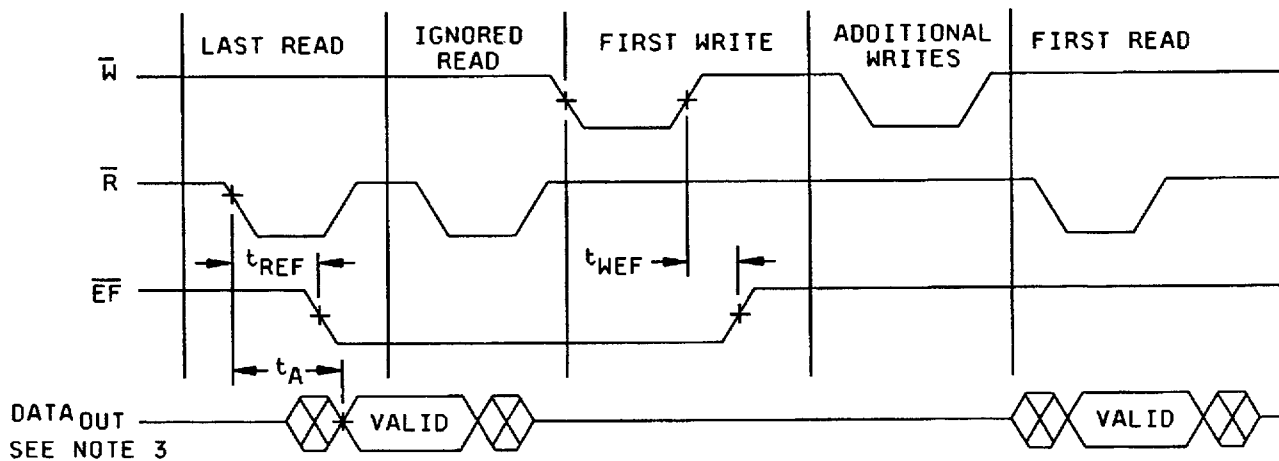 LAST READ
IGNORED
READ
FIRST WRITE
ADDITIONAL
WRITES
FIRST READ
W̅
R̅
tREF
tWEF
E̅F̅
tA
DATAOUT
VALID
VALID
SEE NOTE 3